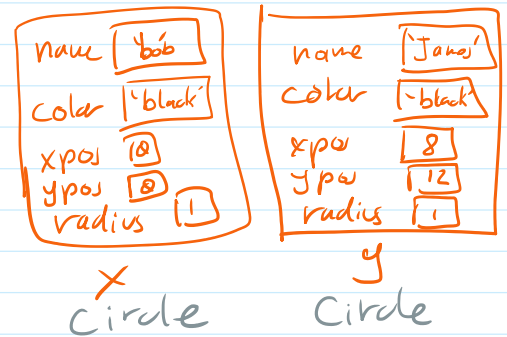 name 'bob'
color 'black'
xpos 0
ypos 0
radius 1
x
circle
name 'James'
color 'black'
xpos 8
ypos 12
radius 1
y
Circle